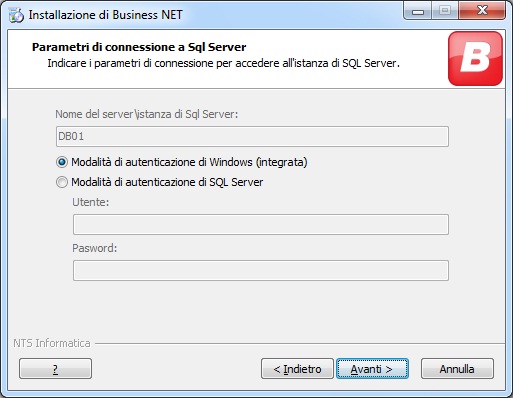 Installazione di Business NET
Parametri di connessione a Sql Server
Indicare i parametri di connessione per accedere all'istanza di SQL Server.
B
Nome del server\istanza di Sql Server:
DB01
Modalità di autenticazione di Windows (integrata)
Modalità di autenticazione di SQL Server
Utente:
Pasword:
NTS Informatica
?
< Indietro
Avanti >
Annulla